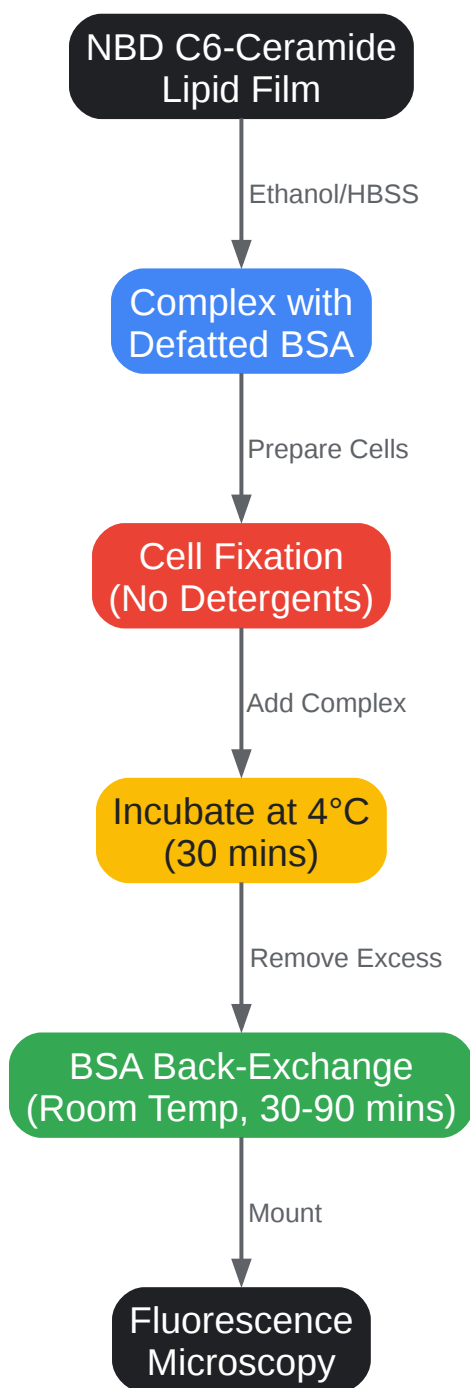 NBD C6-Ceramide
Lipid Film
Ethanol/HBSS
Complex with
Defatted BSA
Prepare Cells
Cell Fixation
(No Detergents)
Add Complex
Incubate at 4°C
(30 mins)
Remove Excess
BSA Back-Exchange
(Room Temp, 30-90 mins)
Mount
Fluorescence
Microscopy